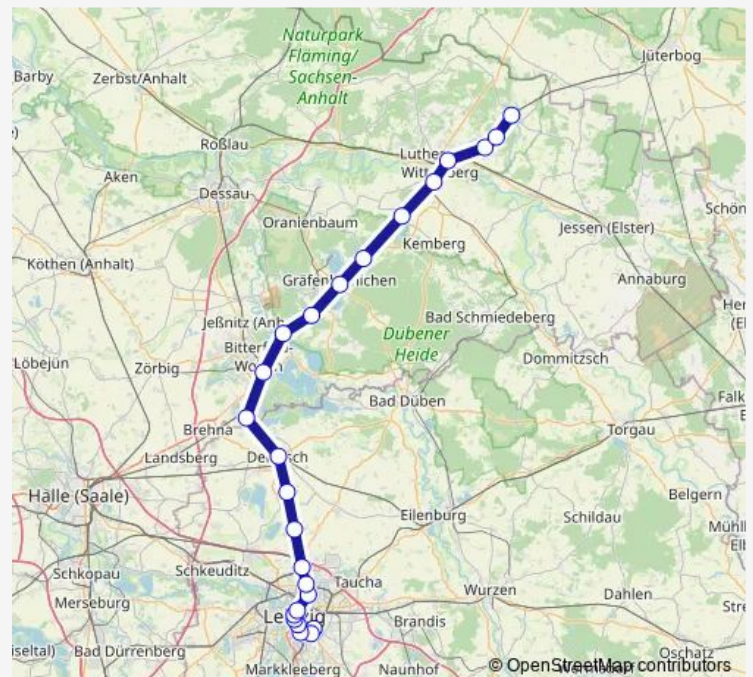 Naturpark
Fläming/
Sachsen-
Anhalt
Jüterbog
Barby
Zerbst/Anhalt
Roßlau
Aken
Dessau
Oranienbaum
Kemberg
Jessen (Elster)
Köthen (Anhalt)
Annaburg
Bad Schmiedeberg
Dübener
Heide
Dommitzsch
Löbejün
Zörbig
Bad Düben
Brehna
Torgau
Landsberg
Halle (Saale)
Belgern
Eilenburg
Schildau
Schkopau
Schkeuditz
Taucha
Merseburg
Wurzen
Dahlen
Brandis
Bad Dürrenberg
Oschatz
Markkleeberg
Naunhof
© OpenStreetMap contributors